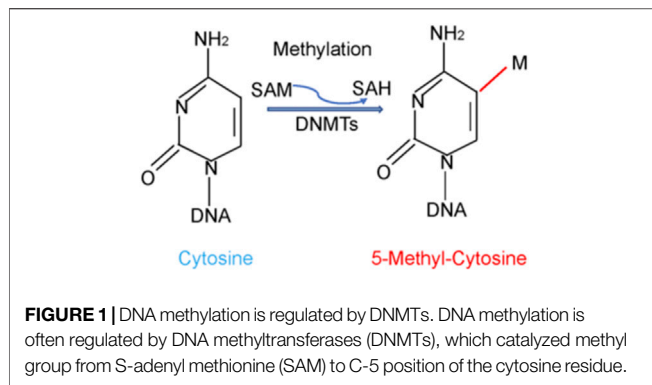 NH₂
Methylation
NH₂
M
SAM
SAH
N
N
DNMTs
O
N
O
N
DNA
DNA
Cytosine
5-Methyl-Cytosine
FIGURE 1 | DNA methylation is regulated by DNMTs. DNA methylation is
often regulated by DNA methyltransferases (DNMTs), which catalyzed methyl
group from S-adenyl methionine (SAM) to C-5 position of the cytosine residue.